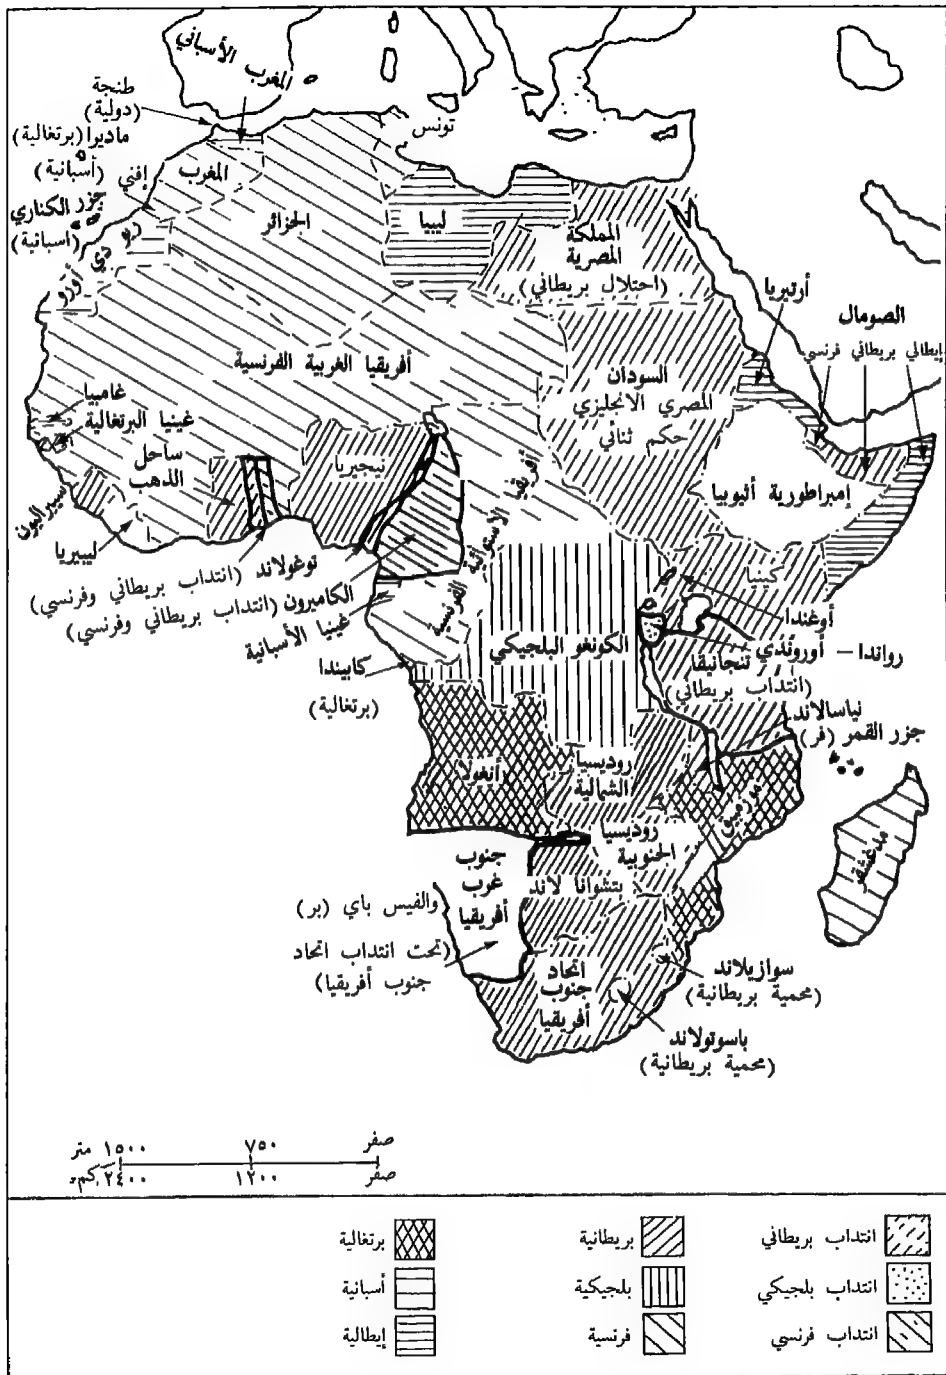 المغرب الأسباني
طنجة
(دولية)
ماديرا (برتغالية)
(أسبانية)
إفني
جزر الكناري
(أسبانية)
ريو دي أورو
تونس
المغرب
الجزائر
ليبيا
المملكة
المصرية
(احتلال بريطاني)
أرتيريا
الصومال
إيطالي بريطاني فرنسي
أفريقيا الغربية الفرنسية
السودان
المصري الانجليزي
حكم ثنائي
غامبيا
غينيا البرتغالية
ساحل
الذهب
نيجيريا
أفريقيا الأستوائية الفرنسية
إمبراطورية أثيوبيا
سيراليون
ليبيريا
توغولاند (انتداب بريطاني وفرنسي)
الكاميرون (انتداب بريطاني وفرنسي)
غينيا الأسبانية
كينيا
أوغندا
الكونغو البلجيكي
رواندا – أوروندي
تنجانيقا
(انتداب بريطاني)
كابيندا
(برتغالية)
نياسالاند
جزر القمر (فر)
أنغولا
روديسيا
الشمالية
موزمبيق
روديسيا
الجنوبية
مدغشقر
جنوب
غرب
أفريقيا
بتشوانا لاند
والفيس باي (بر)
(تحت انتداب اتحاد
جنوب أفريقيا)
اتحاد
جنوب
أفريقيا
سوازيلاند
(محمية بريطانية)
باسوتولاند
(محمية بريطانية)
صفر ٧٥٠ ١٥٠٠ متر
صفر ١٢٠٠ ٢٤٠٠ كم
انتداب بريطاني
بريطانية
برتغالية
انتداب بلجيكي
بلجيكية
أسبانية
انتداب فرنسي
فرنسية
إيطالية